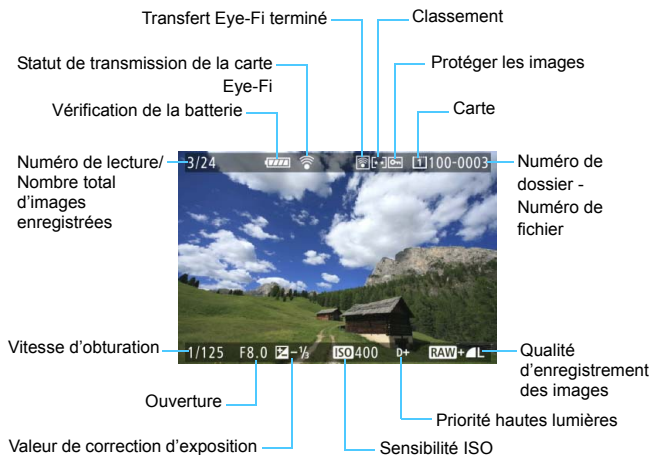 Transfert Eye-Fi terminé
Classement
Statut de transmission de la carte
Eye-Fi
Protéger les images
Vérification de la batterie
Carte
Numéro de lecture/
Nombre total
d'images
enregistrées
3/24
1 100-0003
Numéro de
dossier -
Numéro de
fichier
Vitesse d'obturation
1/125 F8.0 -⅓ ISO 400 D+ RAW+L
Qualité
d'enregistrement
des images
Ouverture
Priorité hautes lumières
Valeur de correction d'exposition
Sensibilité ISO